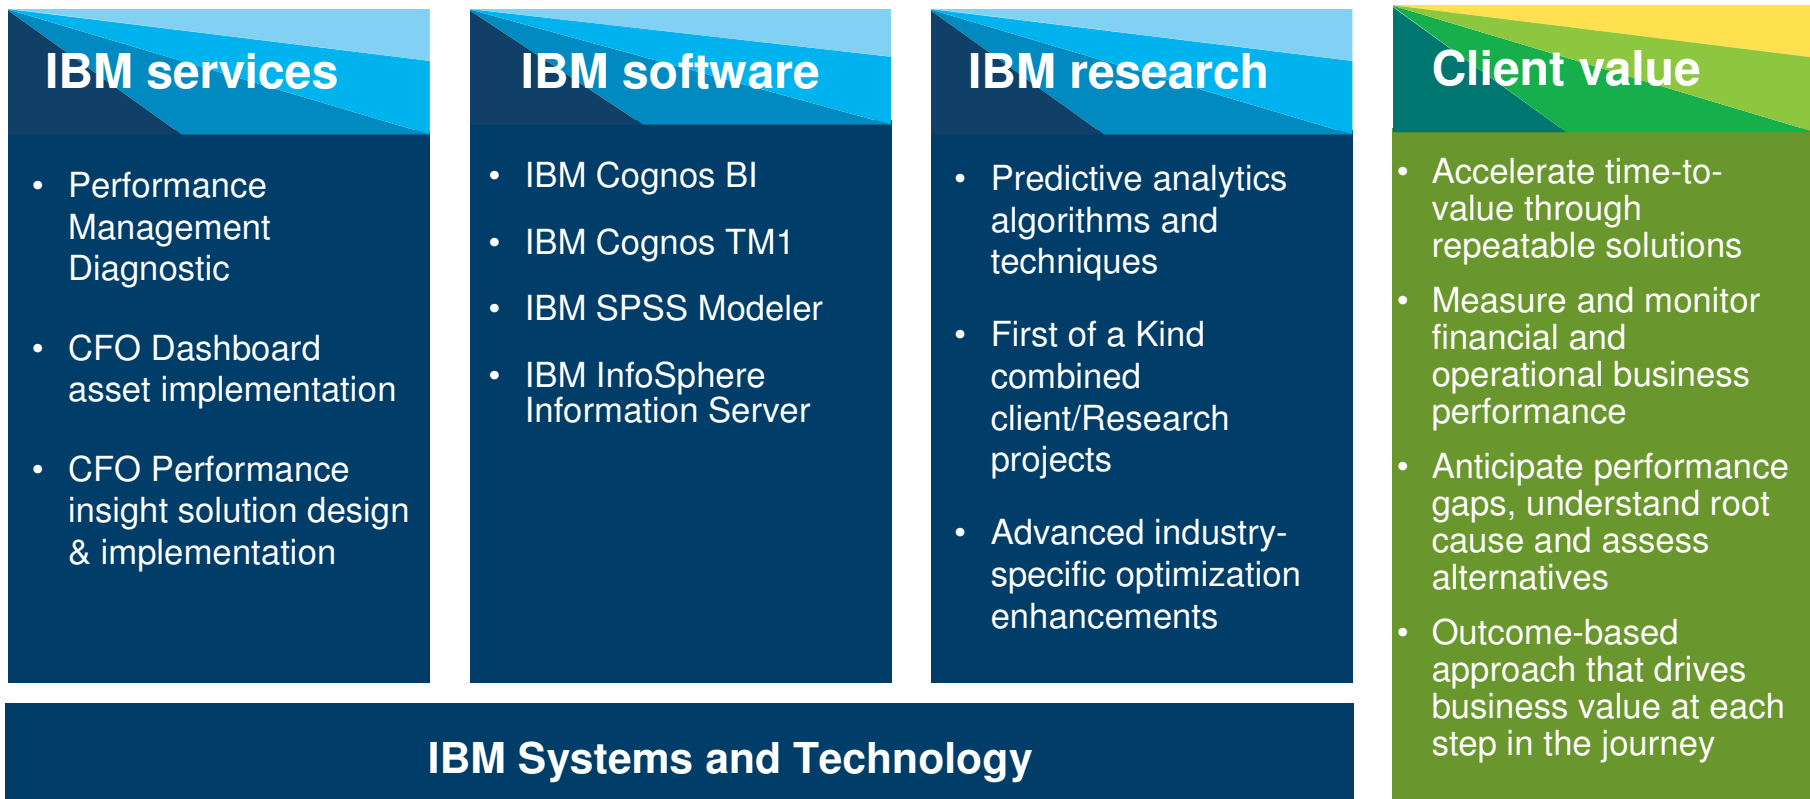 IBM services
• Performance
Management
Diagnostic
• CFO Dashboard
asset implementation
• CFO Performance
insight solution design
& implementation
IBM software
• IBM Cognos BI
• IBM Cognos TM1
• IBM SPSS Modeler
• IBM InfoSphere
Information Server
IBM research
• Predictive analytics
algorithms and
techniques
• First of a Kind
combined
client/Research
projects
• Advanced industry-
specific optimization
enhancements
Client value
• Accelerate time-to-
value through
repeatable solutions
• Measure and monitor
financial and
operational business
performance
• Anticipate performance
gaps, understand root
cause and assess
alternatives
• Outcome-based
approach that drives
business value at each
step in the journey
IBM Systems and Technology